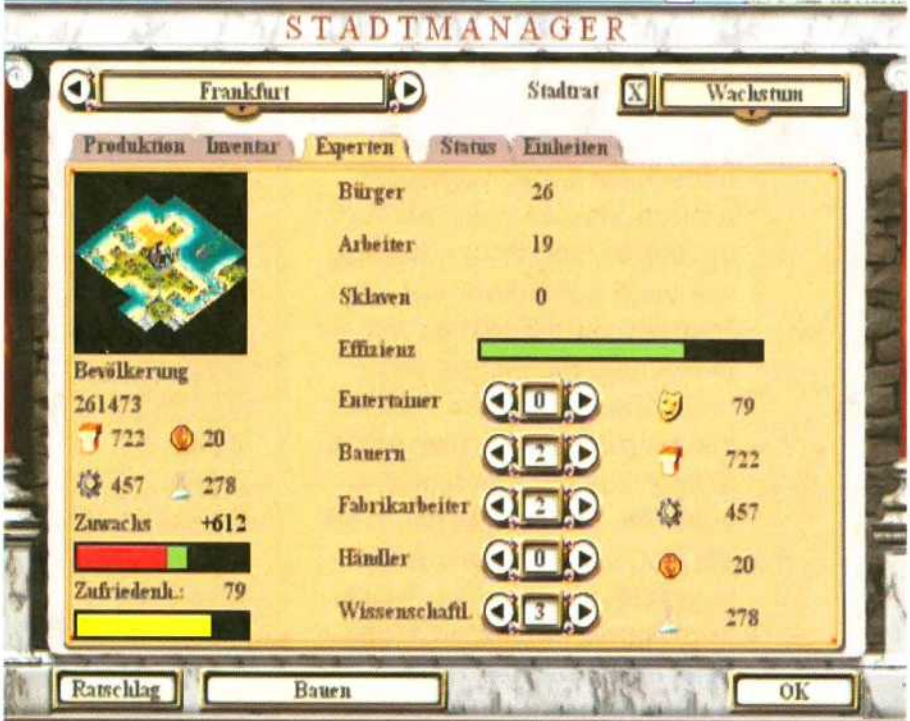 STADTMANAGER
Frankfurt
Stadtrat X Wachstum
Produktion Inventar Experten Status Einheiten
Bürger 26
Arbeiter 19
Sklaven 0
Effizienz
Bevölkerung
261473
722 20
457 278
Zuwachs +612
Zufriedenh.: 79
Entertainer 0 79
Bauern 2 722
Fabrikarbeiter 2 457
Händler 0 20
Wissenschaftl. 3 278
Ratschlag Bauen OK